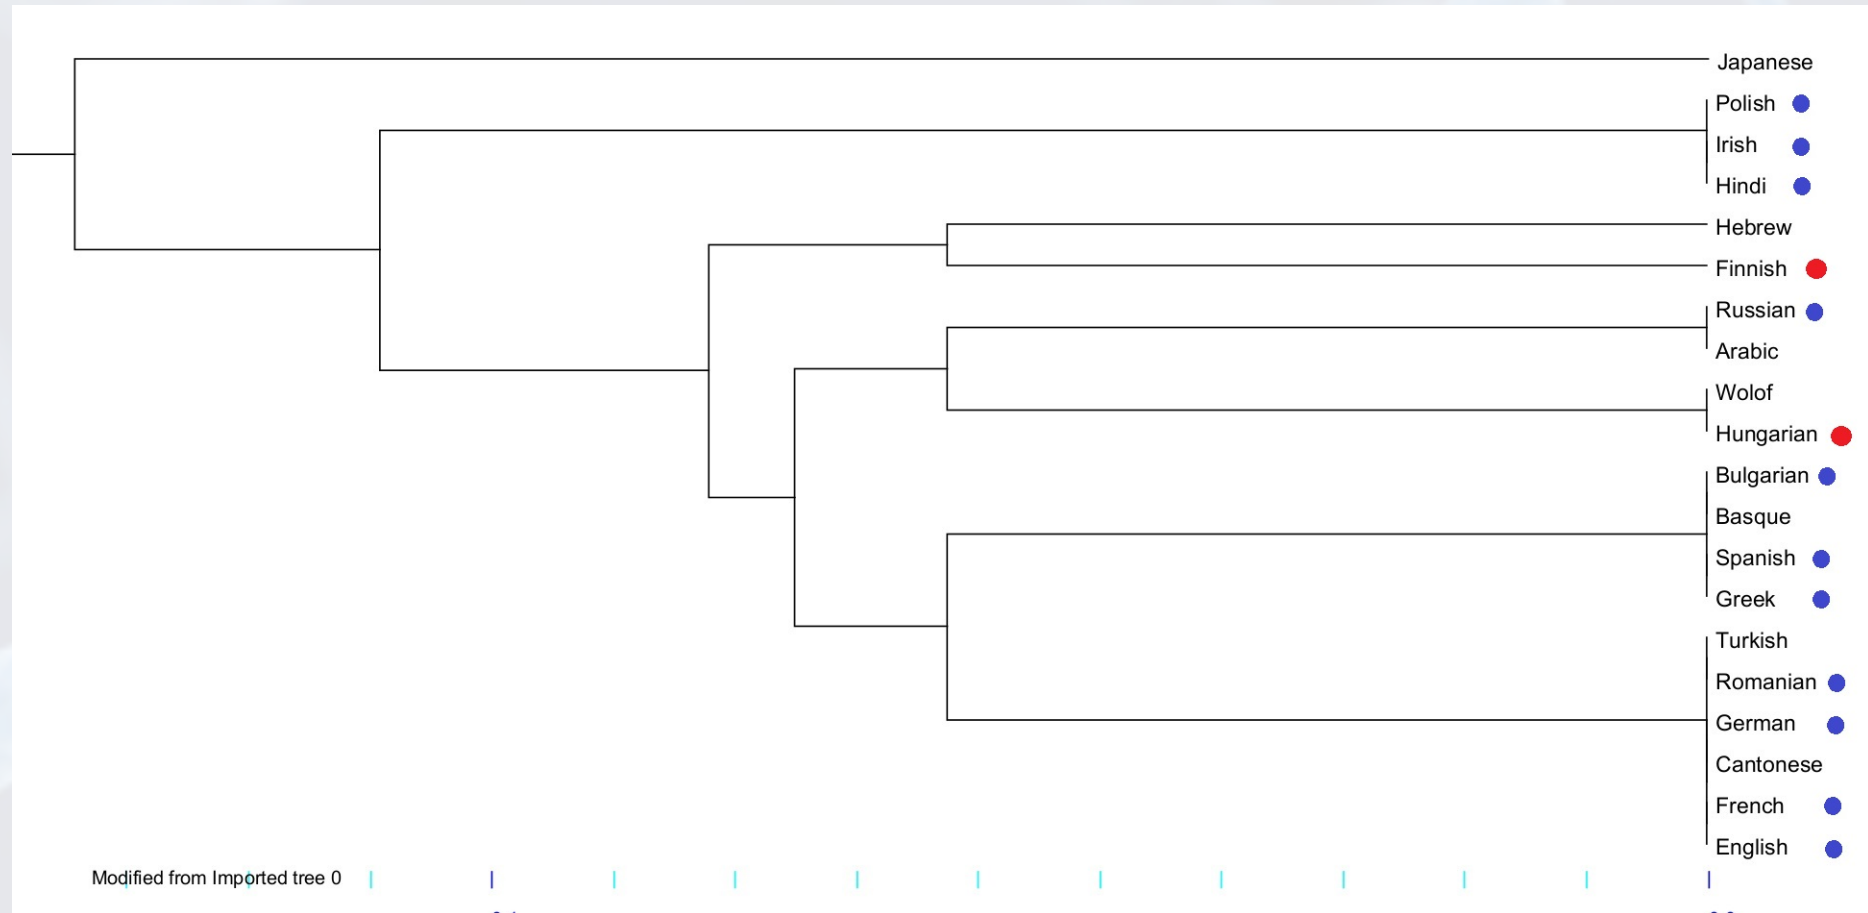 Japanese
Polish
Irish
Hindi
Hebrew
Finnish
Russian
Arabic
Wolof
Hungarian
Bulgarian
Basque
Spanish
Greek
Turkish
Romanian
German
Cantonese
French
English
Modified from Imported tree 0